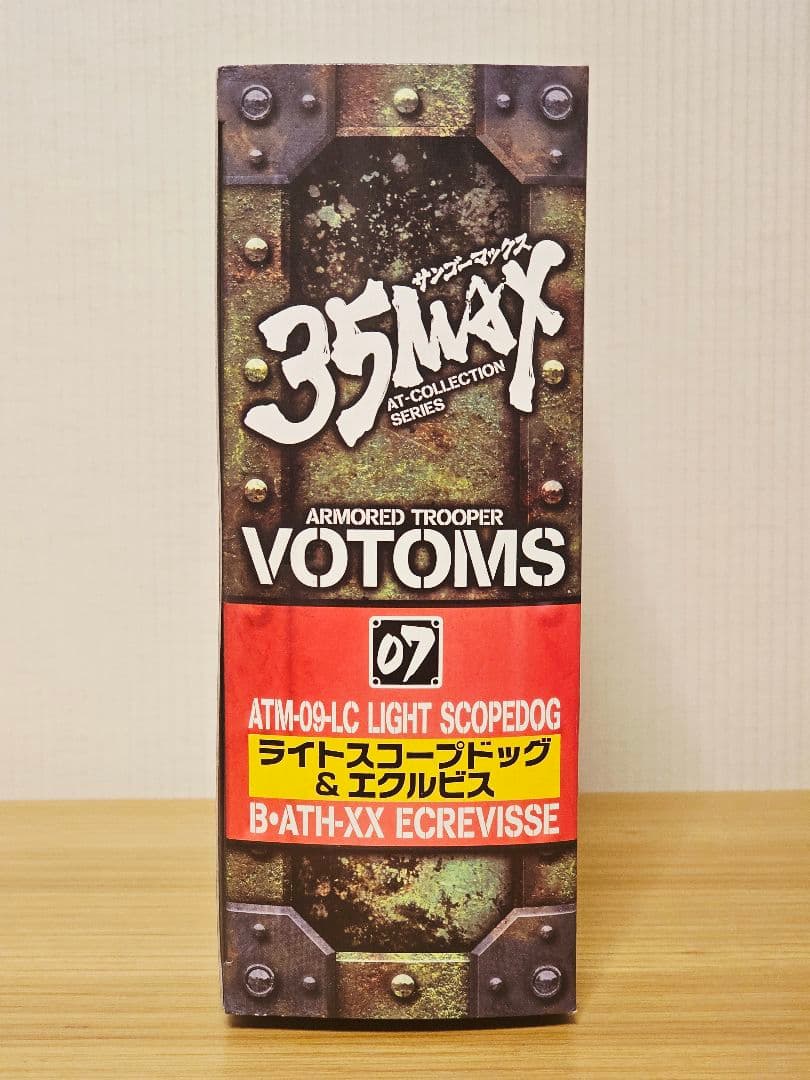 サンゴーマックス
35MAX
AT-COLLECTION
SERIES
ARMORED TROOPER
VOTOMS
07
ATM-09-LC LIGHT SCOPEDOG
ライトスコープドッグ
& エクルビス
B•ATH-XX ECREVISSE